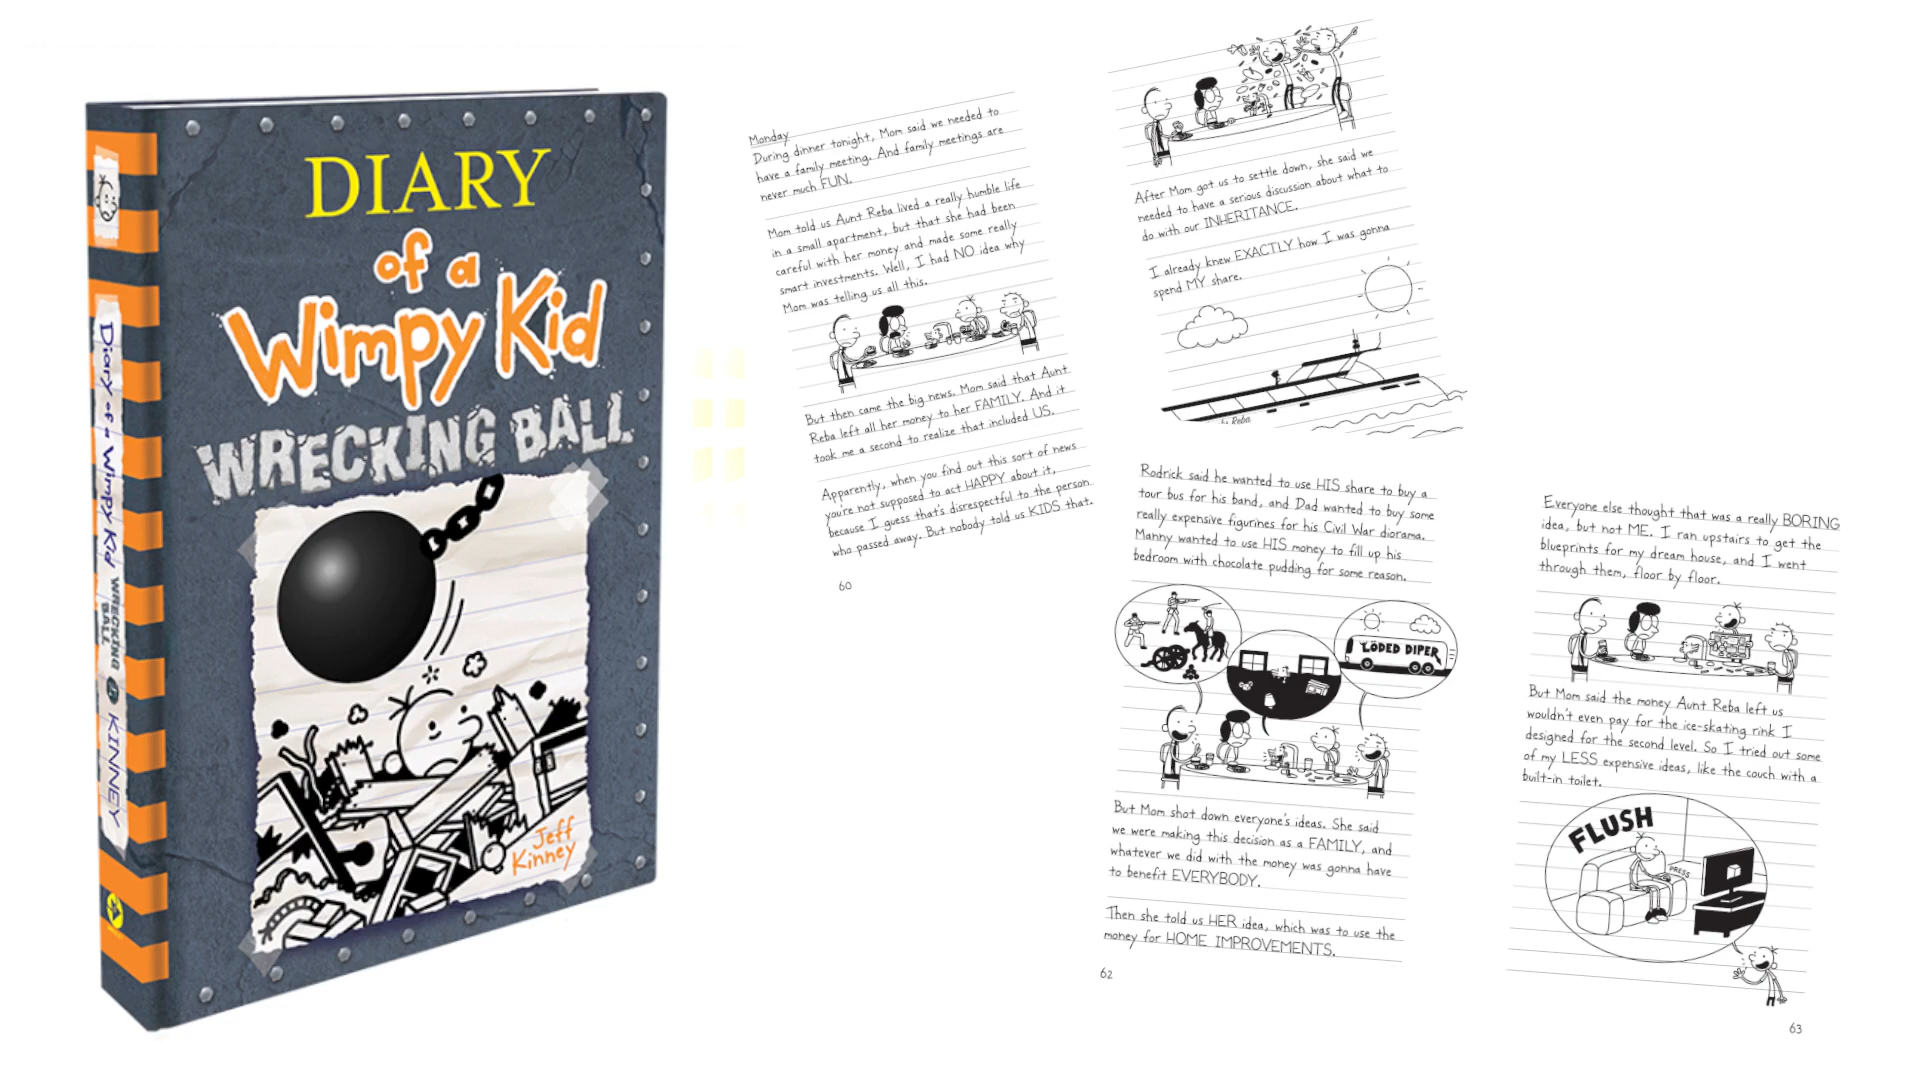 DIARY
of a
Wimpy Kid
WRECKING BALL
Jeff
Kinney
Diary of a Wimpy Kid
WRECKING
BALL
14
KINNEY
Monday
During dinner tonight, Mom said we needed to
have a family meeting. And family meetings are
never much FUN.
Mom told us Aunt Reba lived a really humble life
in a small apartment, but that she had been
careful with her money and made some really
smart investments. Well, I had NO idea why
Mom was telling us all this.
But then came the big news. Mom said that Aunt
Reba left all her money to her FAMILY. And it
took me a second to realize that included US.
Apparently, when you find out this sort of news
you're not supposed to act HAPPY about it,
because I guess that's disrespectful to the person
who passed away. But nobody told us KIDS that.
60
After Mom got us to settle down, she said we
needed to have a serious discussion about what to
do with our INHERITANCE.
I already knew EXACTLY how I was gonna
spend MY share.
Reba
Rodrick said he wanted to use HIS share to buy a
tour bus for his band, and Dad wanted to buy some
really expensive figurines for his Civil War diorama.
Manny wanted to use HIS money to fill up his
bedroom with chocolate pudding for some reason.
LÖDED DIPER
But Mom shot down everyone's ideas. She said
we were making this decision as a FAMILY, and
whatever we did with the money was gonna have
to benefit EVERYBODY.
Then she told us HER idea, which was to use the
money for HOME IMPROVEMENTS.
62
Everyone else thought that was a really BORING
idea, but not ME. I ran upstairs to get the
blueprints for my dream house, and I went
through them, floor by floor.
But Mom said the money Aunt Reba left us
wouldn't even pay for the ice-skating rink I
designed for the second level. So I tried out some
of my LESS expensive ideas, like the couch with a
built-in toilet.
FLUSH
PRESS
63